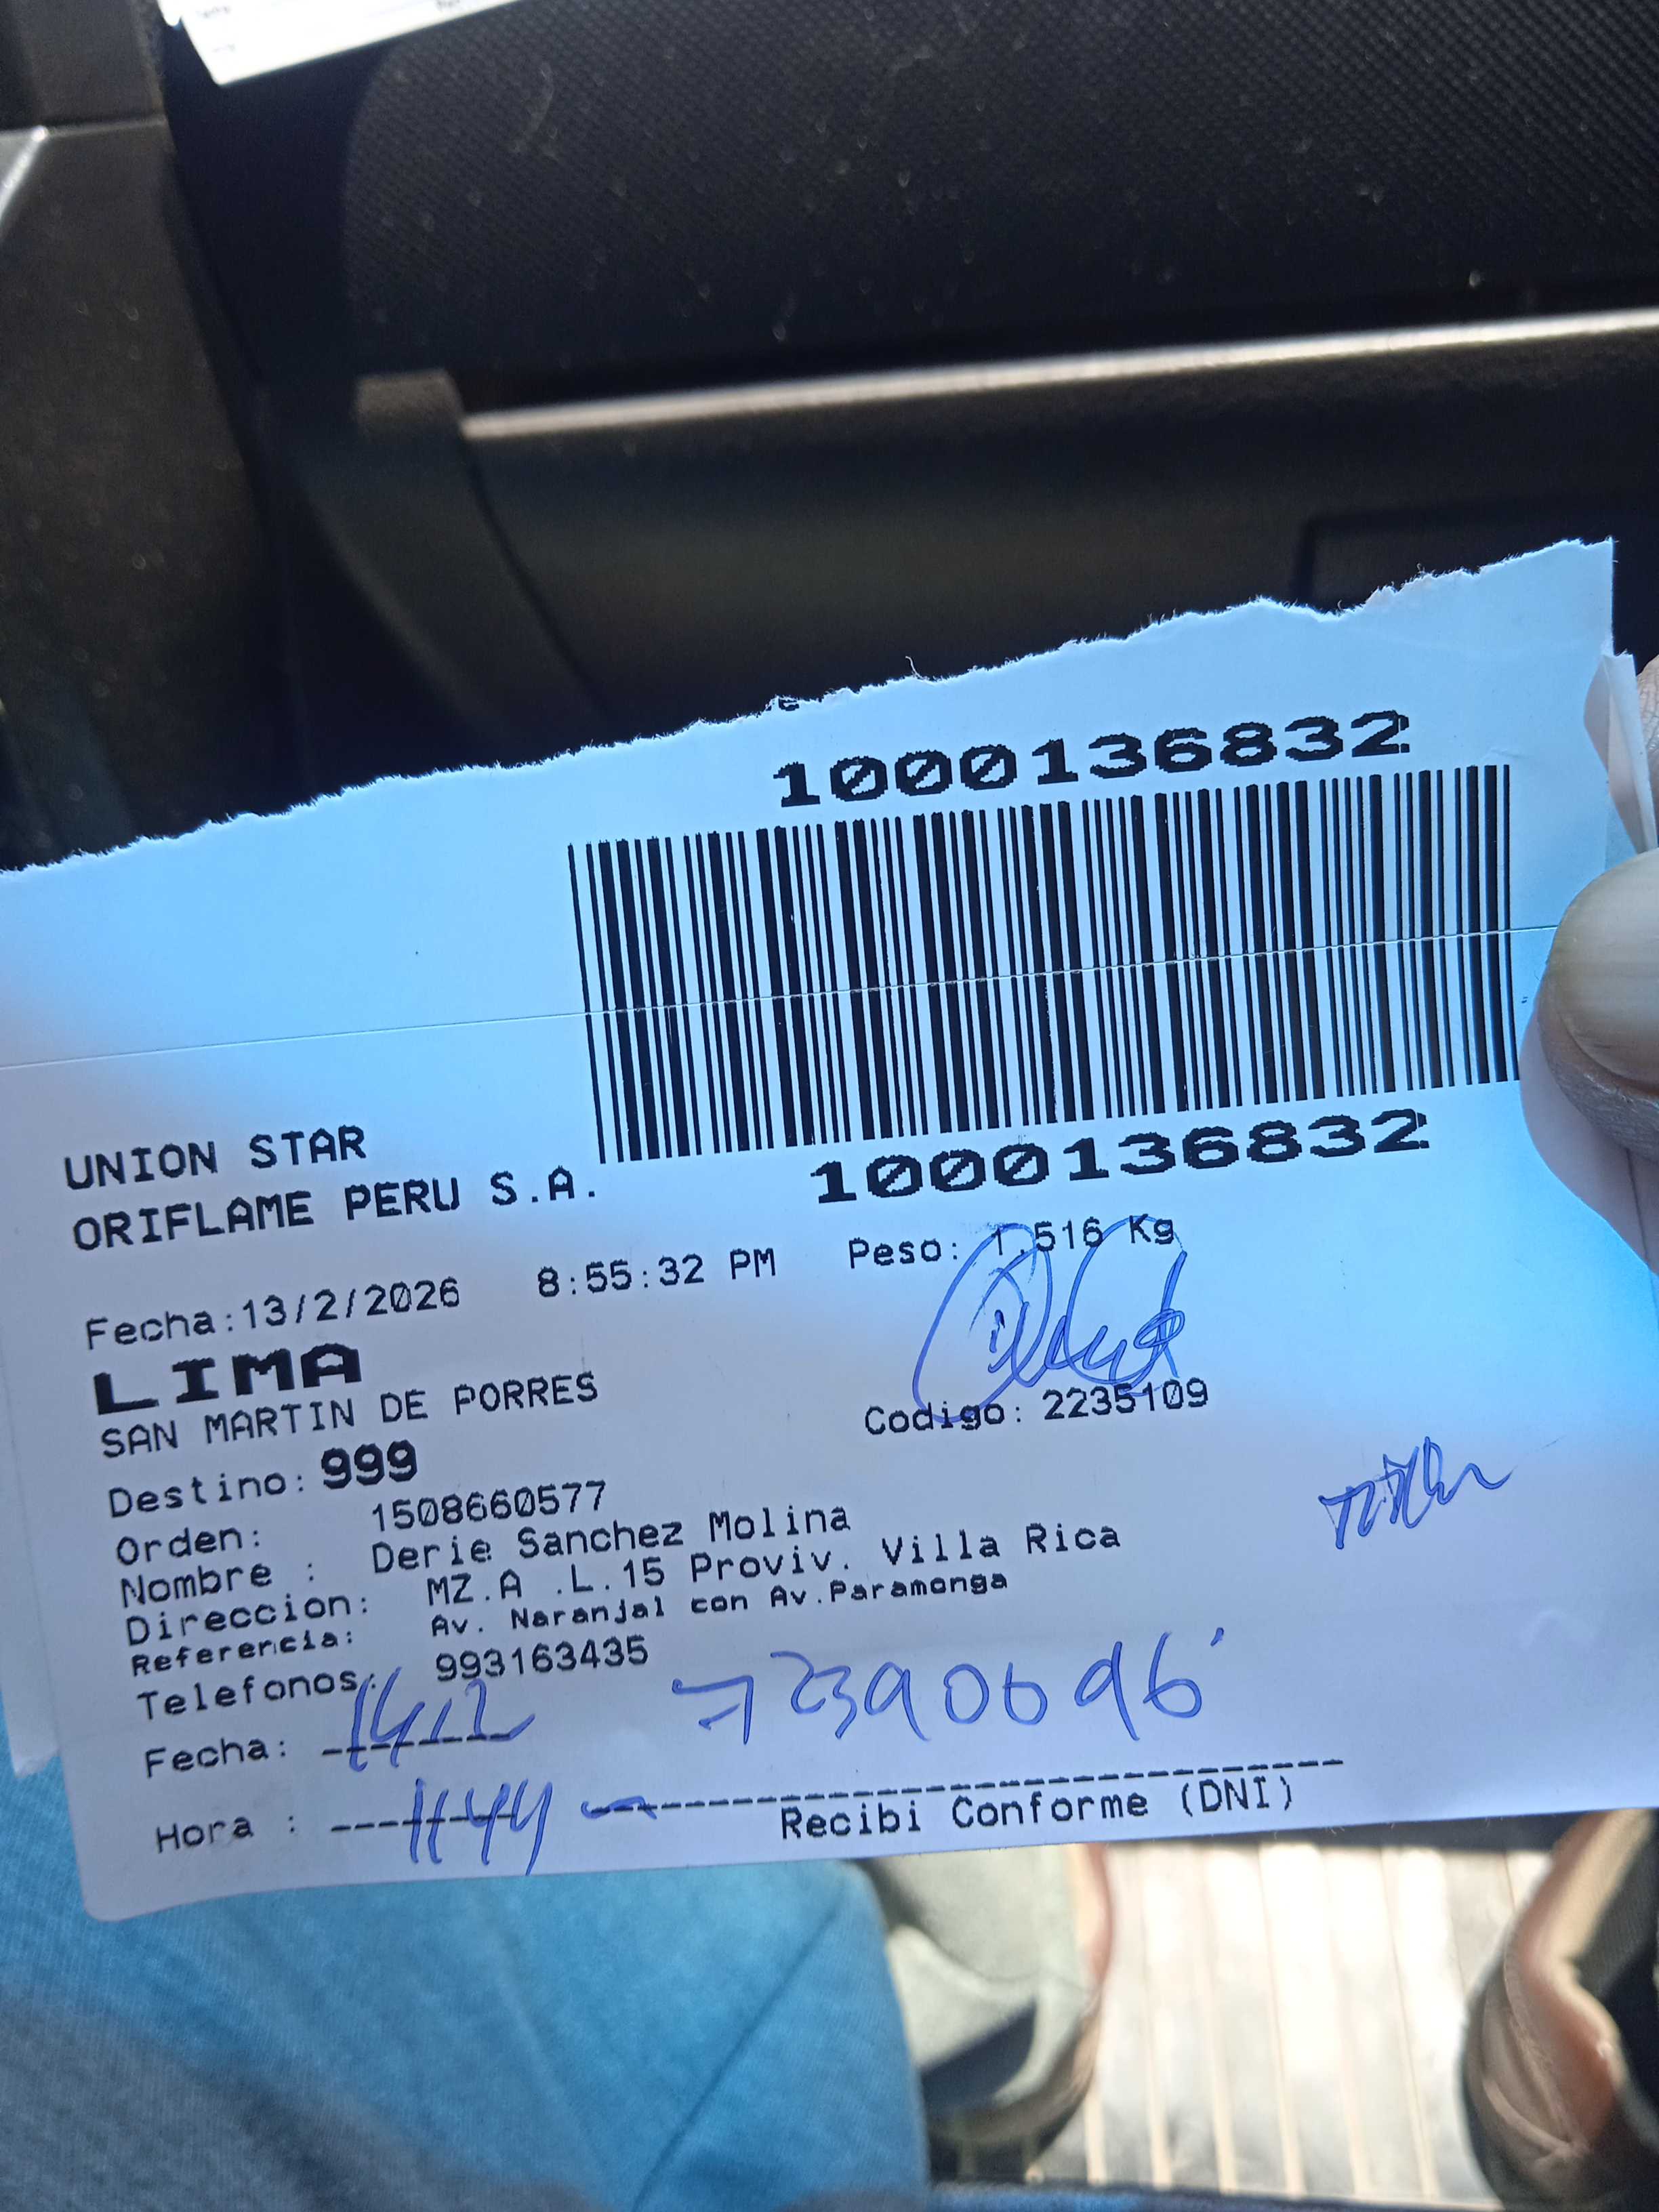 1000136832
1000136832
UNION STAR
ORIFLAME PERU S.A.
Fecha:13/2/2026 8:55:32 PM Peso: 1.516 Kg
LIMA
SAN MARTIN DE PORRES
Codigo: 2235109
Destino: 999
Orden: 1508660577
Nombre : Derie Sanchez Molina
Direccion: MZ.A .L.15 Proviv. Villa Rica
Referencia: Av. Naranjal con Av.Paramonga
Telefonos: 993163435
Fecha: 14/2
Hora : 11:44
Recibi Conforme (DNI)